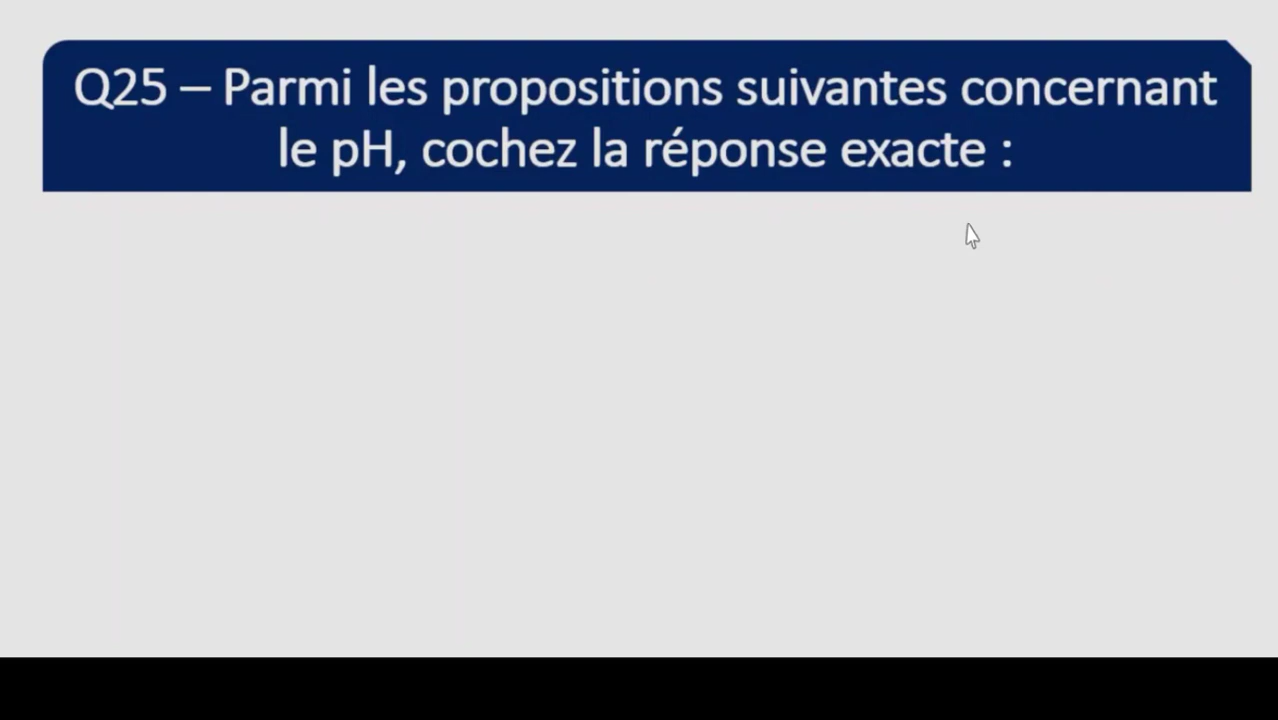 Q25 – Parmi les propositions suivantes concernant
le pH, cochez la réponse exacte :